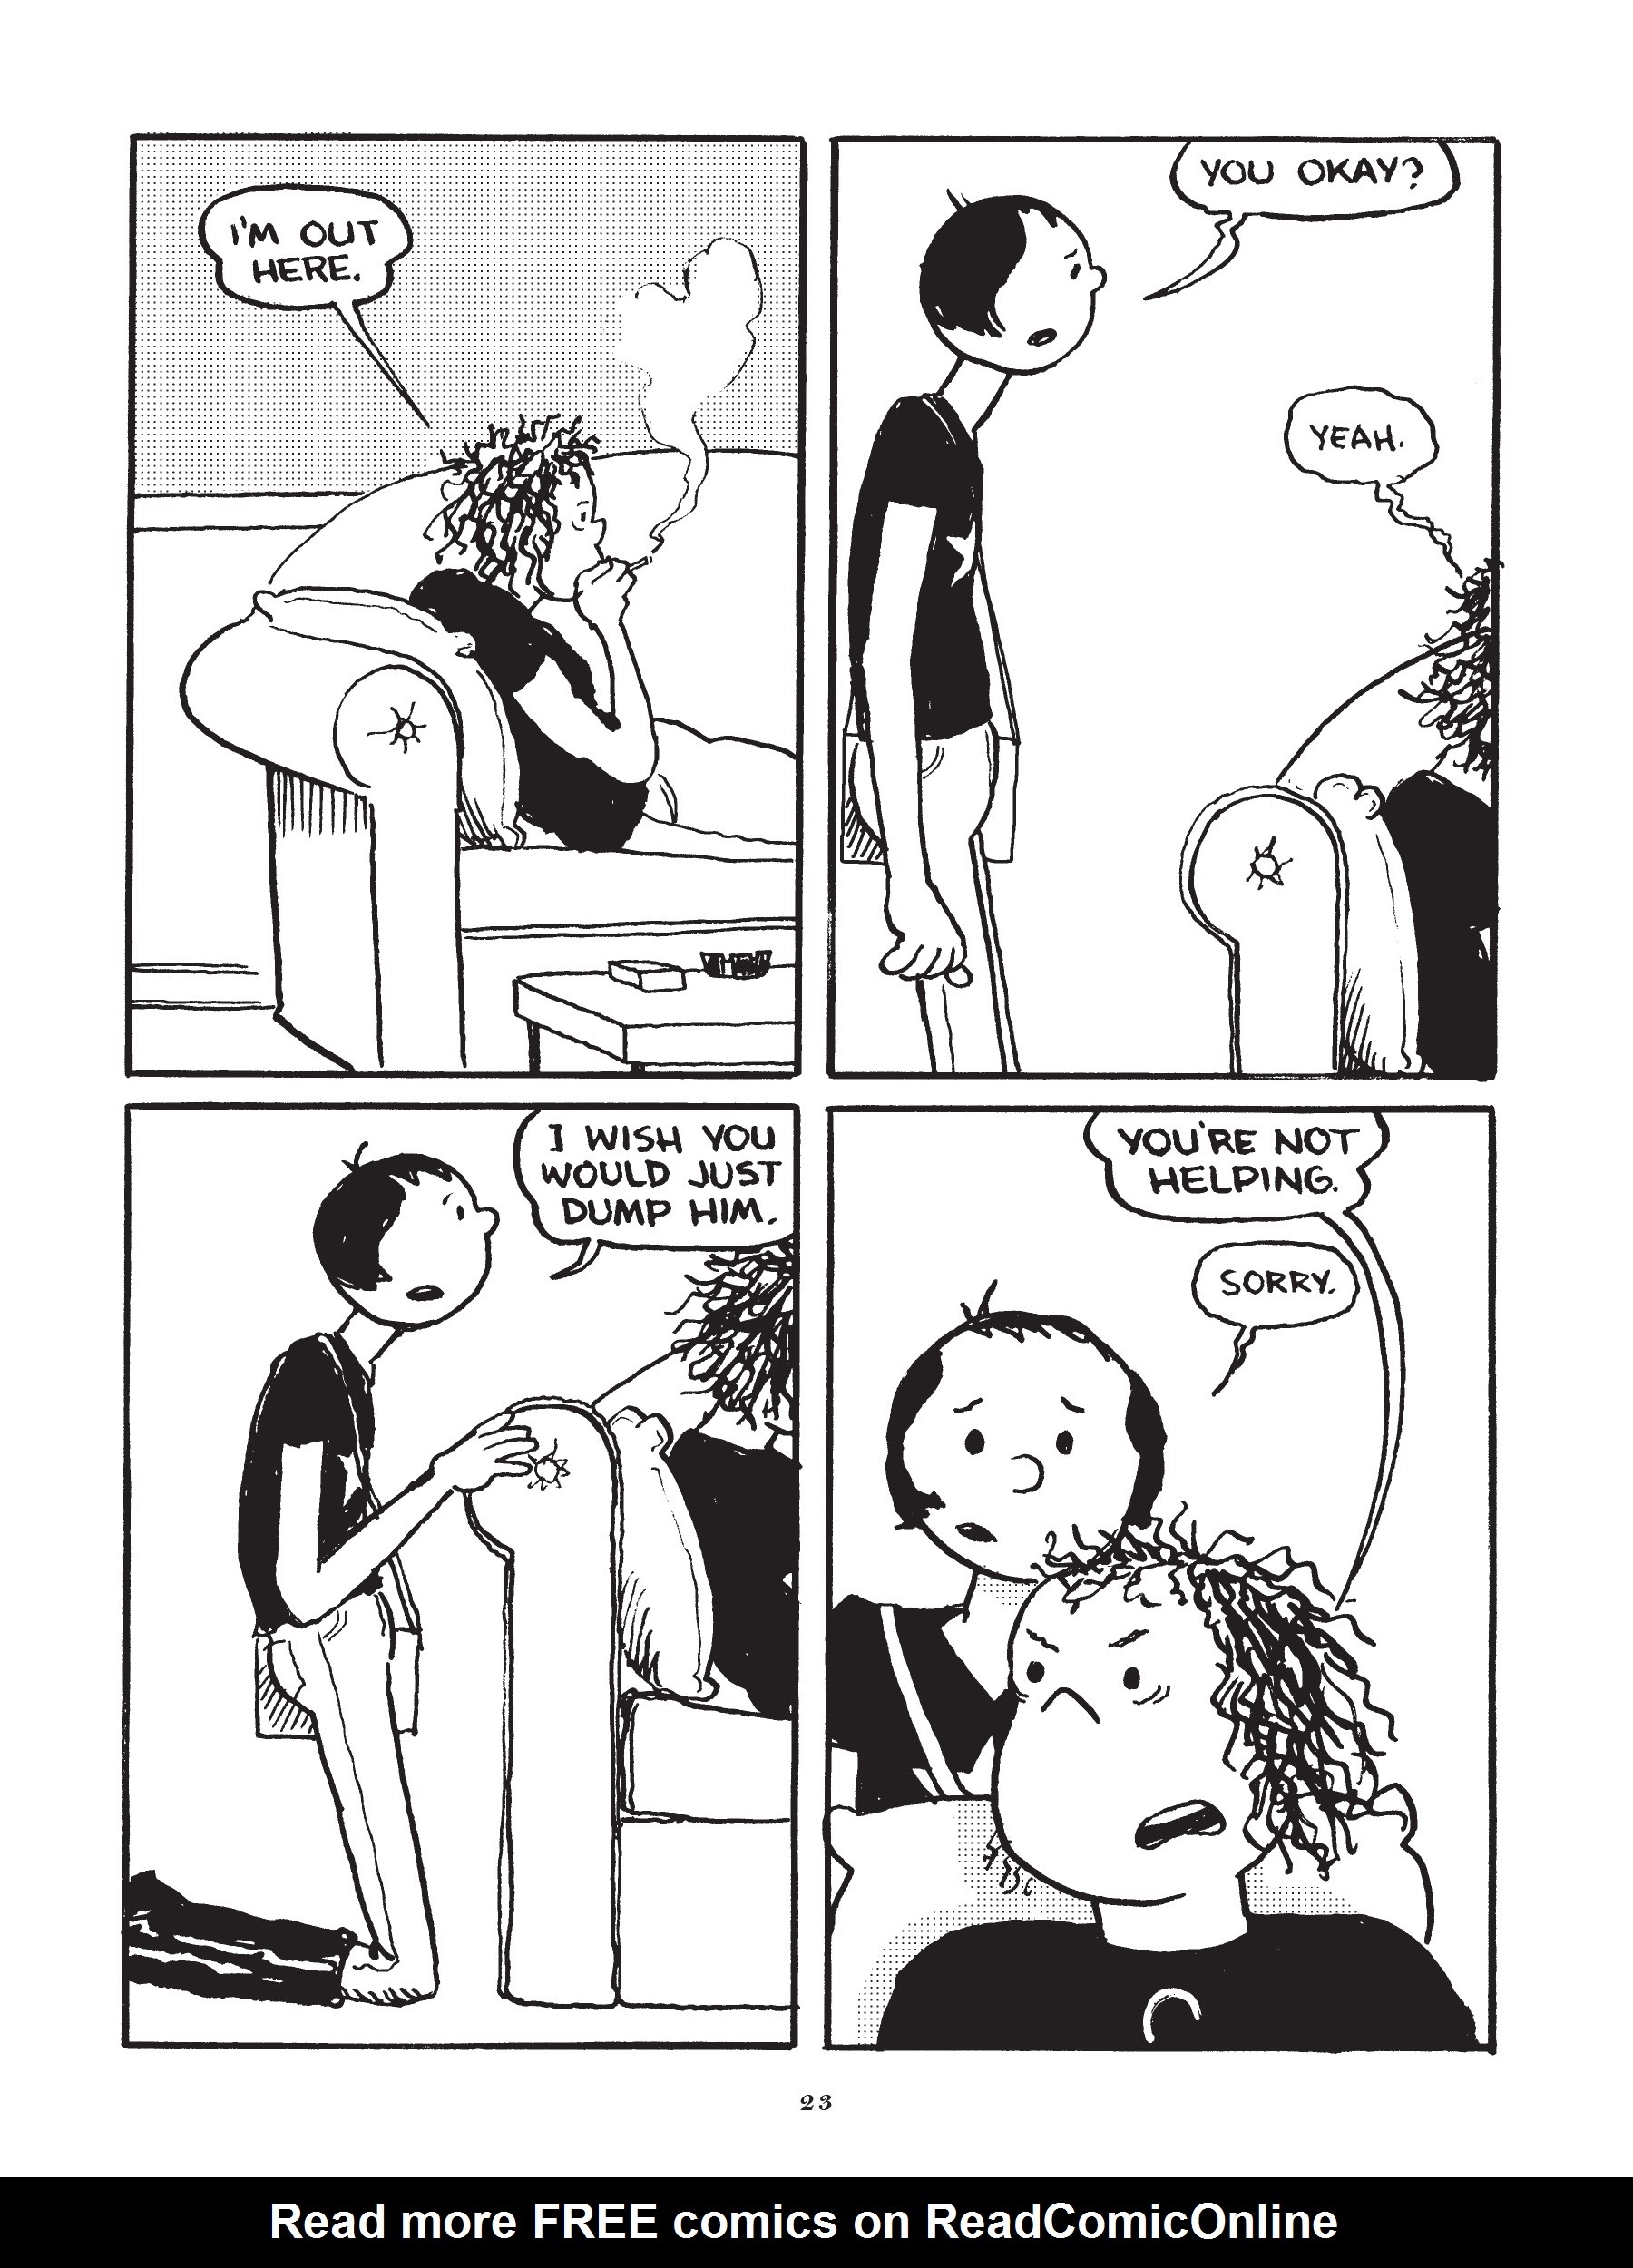 I'M OUT
HERE.
YOU OKAY?
YEAH.
I WISH YOU
WOULD JUST
DUMP HIM.
YOU'RE NOT
HELPING.
SORRY.
23
Read more FREE comics on ReadComicOnline